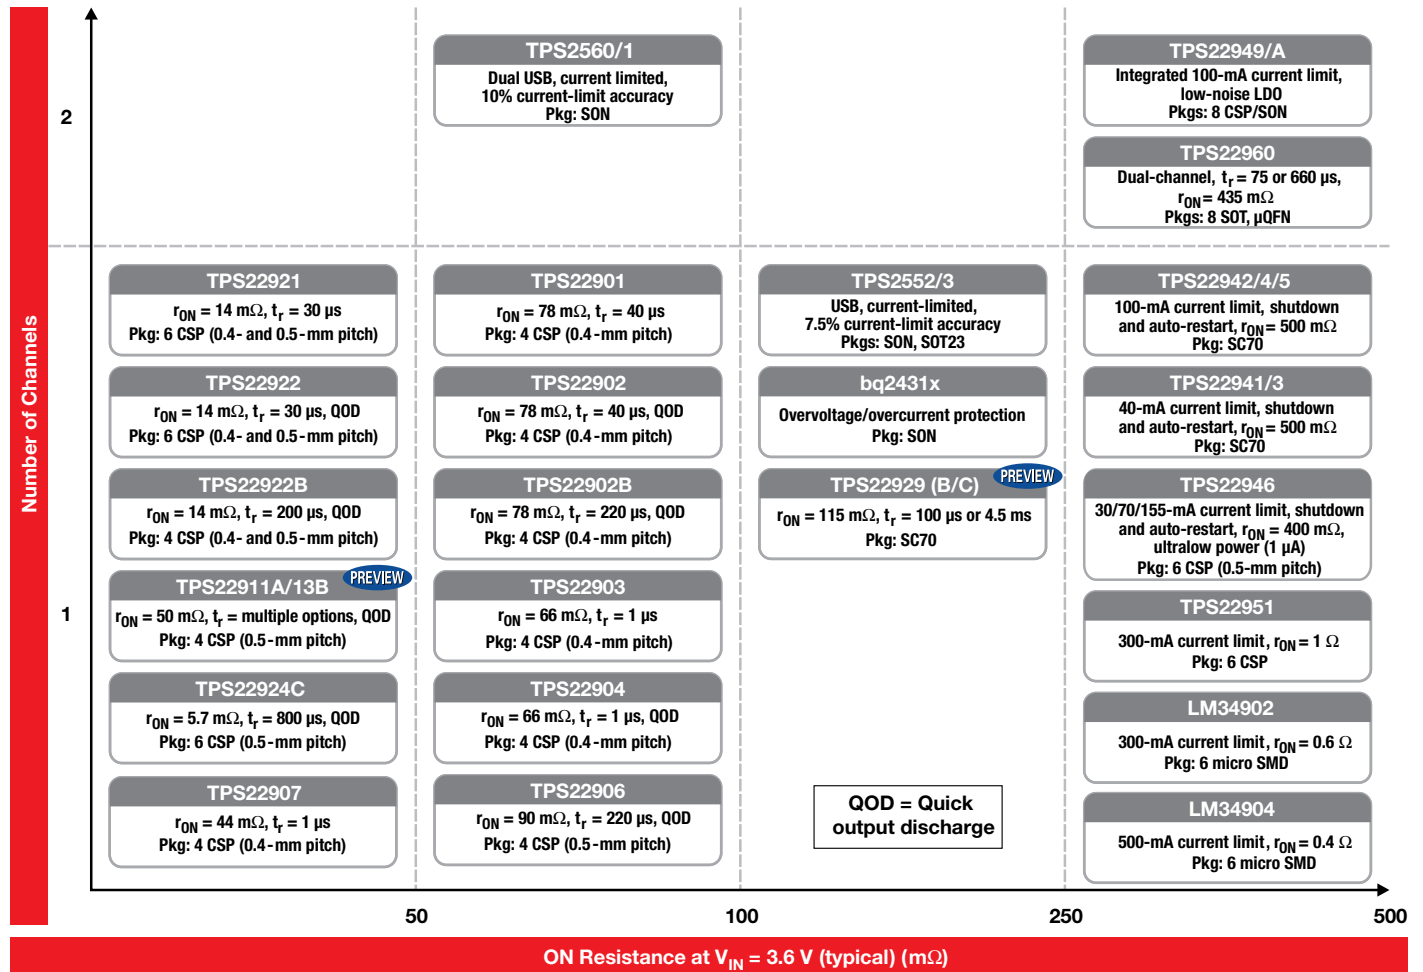 Number of Channels
2
TPS2560/1
Dual USB, current limited,
10% current-limit accuracy
Pkg: SON
TPS22949/A
Integrated 100-mA current limit,
low-noise LDO
Pkgs: 8 CSP/SON
TPS22960
Dual-channel, tr = 75 or 660 µs,
rON = 435 mΩ
Pkgs: 8 SOT, µQFN
1
TPS22921
rON = 14 mΩ, tr = 30 µs
Pkg: 6 CSP (0.4- and 0.5-mm pitch)
TPS22922
rON = 14 mΩ, tr = 30 µs, QOD
Pkg: 6 CSP (0.4- and 0.5-mm pitch)
TPS22922B
rON = 14 mΩ, tr = 200 µs, QOD
Pkg: 4 CSP (0.4- and 0.5-mm pitch)
TPS22911A/13B
PREVIEW
rON = 50 mΩ, tr = multiple options, QOD
Pkg: 4 CSP (0.5-mm pitch)
TPS22924C
rON = 5.7 mΩ, tr = 800 µs, QOD
Pkg: 6 CSP (0.5-mm pitch)
TPS22907
rON = 44 mΩ, tr = 1 µs
Pkg: 4 CSP (0.4-mm pitch)
TPS22901
rON = 78 mΩ, tr = 40 µs
Pkg: 4 CSP (0.4-mm pitch)
TPS22902
rON = 78 mΩ, tr = 40 µs, QOD
Pkg: 4 CSP (0.4-mm pitch)
TPS22902B
rON = 78 mΩ, tr = 220 µs, QOD
Pkg: 4 CSP (0.4-mm pitch)
TPS22903
rON = 66 mΩ, tr = 1 µs
Pkg: 4 CSP (0.4-mm pitch)
TPS22904
rON = 66 mΩ, tr = 1 µs, QOD
Pkg: 4 CSP (0.4-mm pitch)
TPS22906
rON = 90 mΩ, tr = 220 µs, QOD
Pkg: 4 CSP (0.5-mm pitch)
TPS2552/3
USB, current-limited,
7.5% current-limit accuracy
Pkgs: SON, SOT23
bq2431x
Overvoltage/overcurrent protection
Pkg: SON
TPS22929 (B/C)
PREVIEW
rON = 115 mΩ, tr = 100 µs or 4.5 ms
Pkg: SC70
QOD = Quick
output discharge
TPS22942/4/5
100-mA current limit, shutdown
and auto-restart, rON = 500 mΩ
Pkg: SC70
TPS22941/3
40-mA current limit, shutdown
and auto-restart, rON = 500 mΩ
Pkg: SC70
TPS22946
30/70/155-mA current limit, shutdown
and auto-restart, rON = 400 mΩ,
ultralow power (1 µA)
Pkg: 6 CSP (0.5-mm pitch)
TPS22951
300-mA current limit, rON = 1 Ω
Pkg: 6 CSP
LM34902
300-mA current limit, rON = 0.6 Ω
Pkg: 6 micro SMD
LM34904
500-mA current limit, rON = 0.4 Ω
Pkg: 6 micro SMD
50
100
250
500
ON Resistance at VIN = 3.6 V (typical) (mΩ)